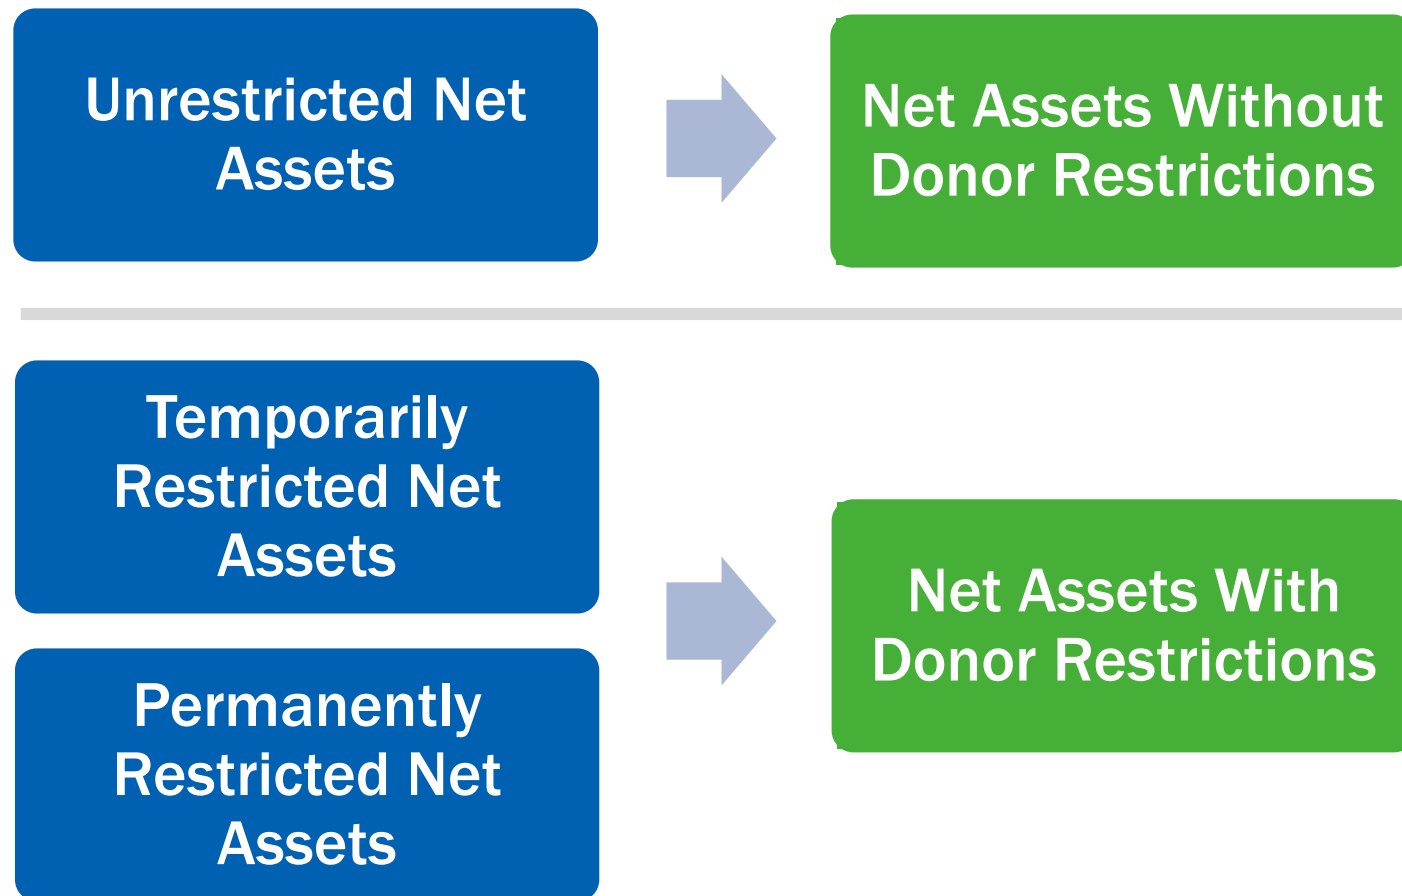 Unrestricted Net
Assets
Net Assets Without
Donor Restrictions
Temporarily
Restricted Net
Assets
Permanently
Restricted Net
Assets
Net Assets With
Donor Restrictions